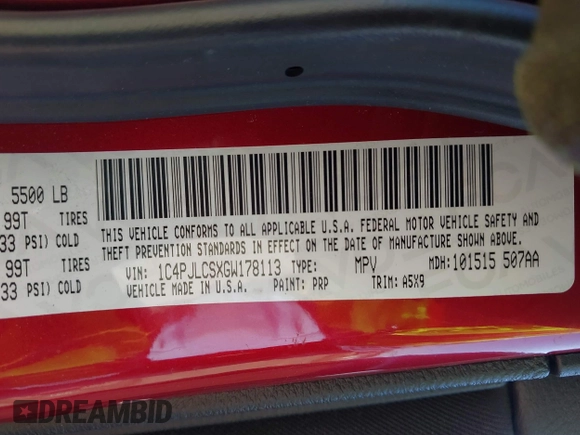 5500 LB
99T TIRES
33 PSI) COLD
99T TIRES
33 PSI) COLD
THIS VEHICLE CONFORMS TO ALL APPLICABLE U.S.A. FEDERAL MOTOR VEHICLE SAFETY AND
THEFT PREVENTION STANDARDS IN EFFECT ON THE DATE OF MANUFACTURE SHOWN ABOVE.
VIN: 1C4PJLCSXGW178113 TYPE: MPV MDH:101515 507AA
VEHICLE MADE IN U.S.A. PAINT: PRP TRIM: A5X9
DREAMBID